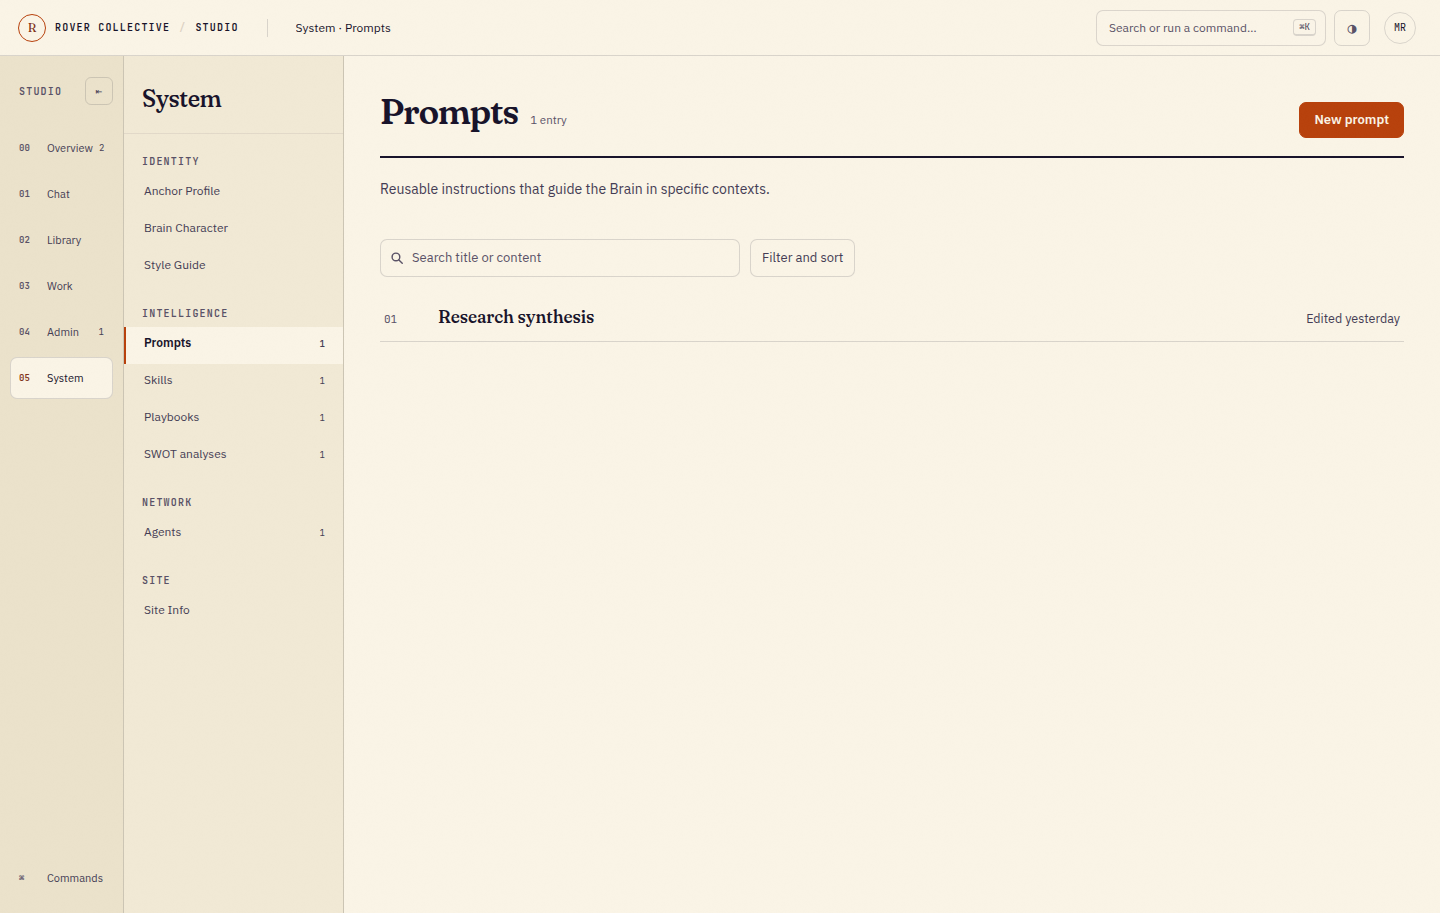 R ROVER COLLECTIVE / STUDIO System · Prompts Search or run a command... ⌘K ◑ MR
STUDIO ⇤
00 Overview 2
01 Chat
02 Library
03 Work
04 Admin 1
05 System
⌘ Commands
System
IDENTITY
Anchor Profile
Brain Character
Style Guide
INTELLIGENCE
Prompts 1
Skills 1
Playbooks 1
SWOT analyses 1
NETWORK
Agents 1
SITE
Site Info
Prompts 1 entry New prompt
Reusable instructions that guide the Brain in specific contexts.
Search title or content Filter and sort
01 Research synthesis Edited yesterday